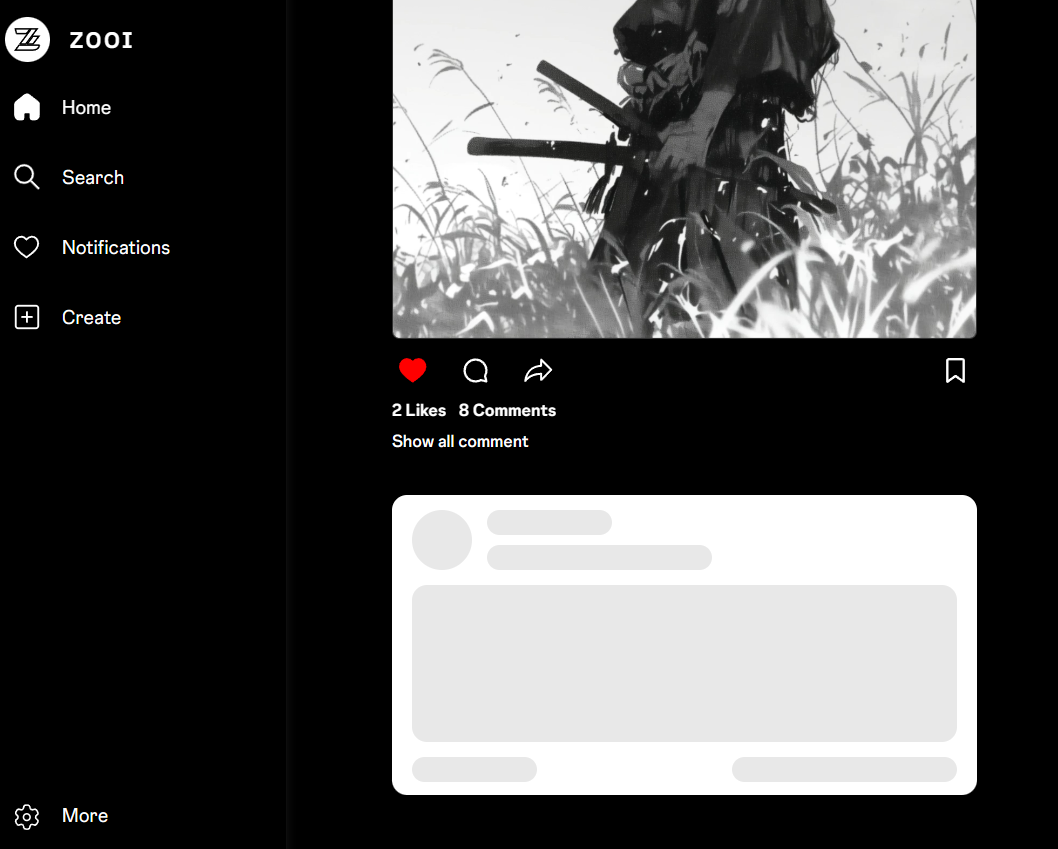 ZOOI
Home
Search
Notifications
Create
2 Likes 8 Comments
Show all comment
More